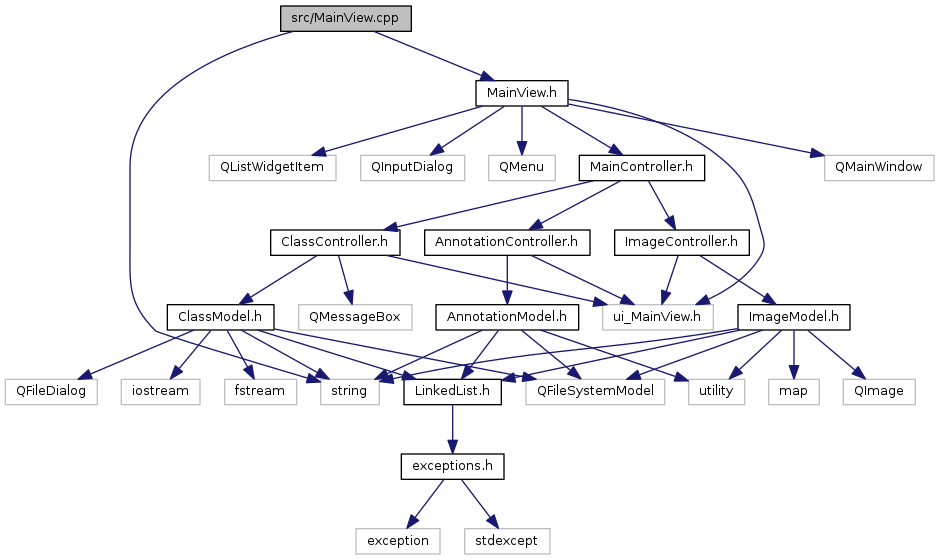 src/MainView.cpp
MainView.h
QListWidgetItem
QInputDialog
QMenu
MainController.h
QMainWindow
ClassController.h
AnnotationController.h
ImageController.h
ClassModel.h
QMessageBox
AnnotationModel.h
ui_MainView.h
ImageModel.h
QFileDialog
iostream
fstream
string
LinkedList.h
QFileSystemModel
utility
map
QImage
exceptions.h
exception
stdexcept